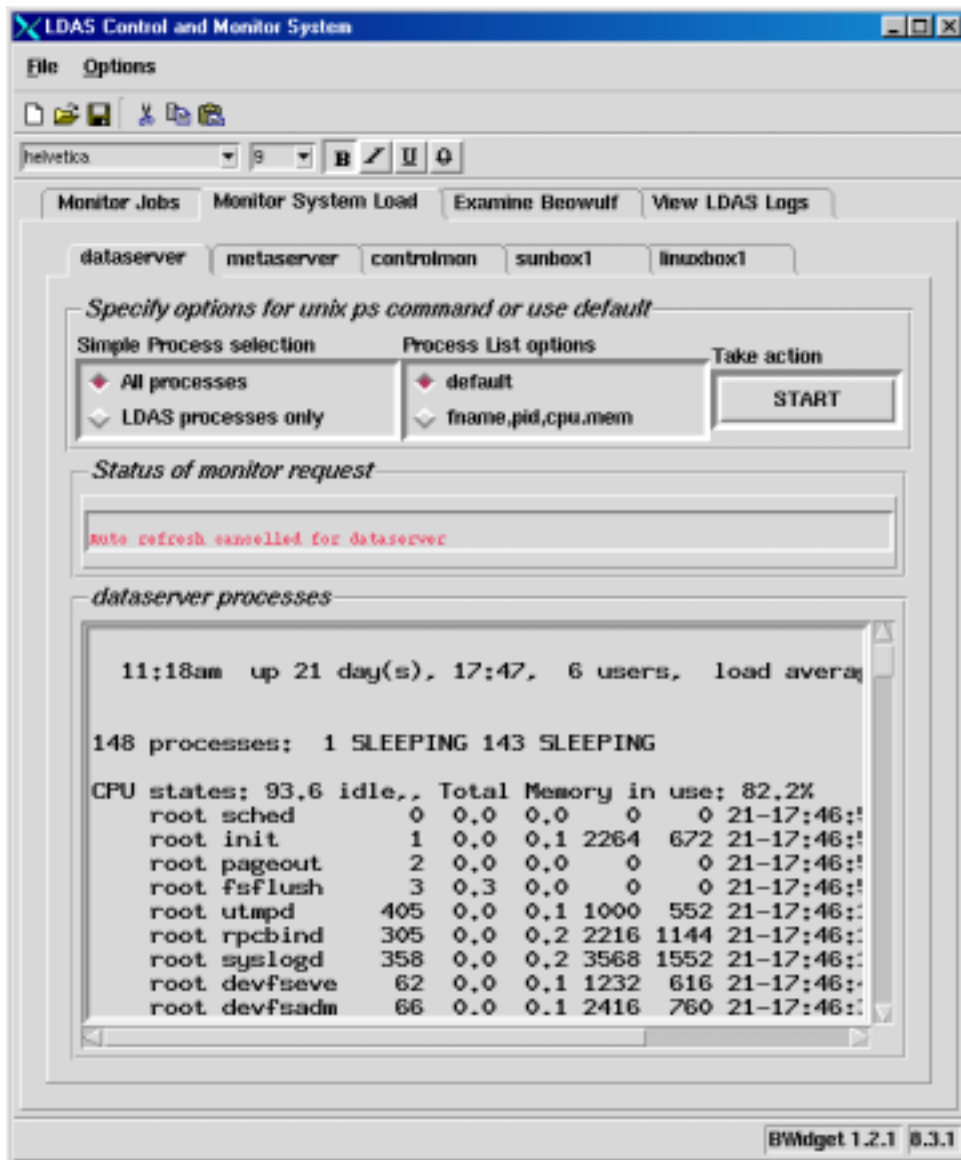 LDAS Control and Monitor System
File Options
helvetica 9 B I U O
Monitor Jobs Monitor System Load Examine Beowulf View LDAS Logs
dataserver metaserver controlmon sunbox1 linuxbox1
Specify options for unix ps command or use default
Simple Process selection Process List options Take action
All processes default START
LDAS processes only fname,pid,cpu,mem
Status of monitor request
Auto refresh cancelled for dataserver
dataserver processes
11:18am up 21 day(s), 17:47, 6 users, load averag
148 processes: 1 SLEEPING 143 SLEEPING
CPU states: 93.6 idle,, Total Memory in use: 82.2%
root sched 0 0.0 0.0 0 0 21-17:46:5
root init 1 0.0 0.1 2264 672 21-17:46:5
root pageout 2 0.0 0.0 0 0 21-17:46:5
root fsflush 3 0.3 0.0 0 0 21-17:46:5
root utmpd 405 0.0 0.1 1000 552 21-17:46:
root rpcbind 305 0.0 0.2 2216 1144 21-17:46:
root syslogd 358 0.0 0.2 3568 1552 21-17:46:
root devfseve 62 0.0 0.1 1232 616 21-17:46:
root devfsadm 66 0.0 0.1 2416 760 21-17:46:
BWidget 1.2.1 8.3.1